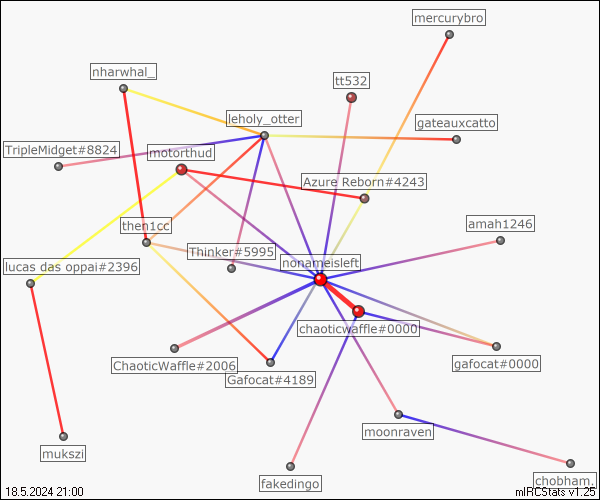 mercurybro
nharwhal_
tt532
leholy_otter
gateauxcatto
TripleMidget#8824
motorthud
Azure Reborn#4243
then1cc
amah1246
Thinker#5995
nonameisleft
lucas das oppai#2396
chaoticwaffle#0000
ChaoticWaffle#2006
gafocat#0000
Gafocat#4189
moonraven
mukszi
fakedingo
chobham.
18.5.2024 21:00
mIRCStats v1.25